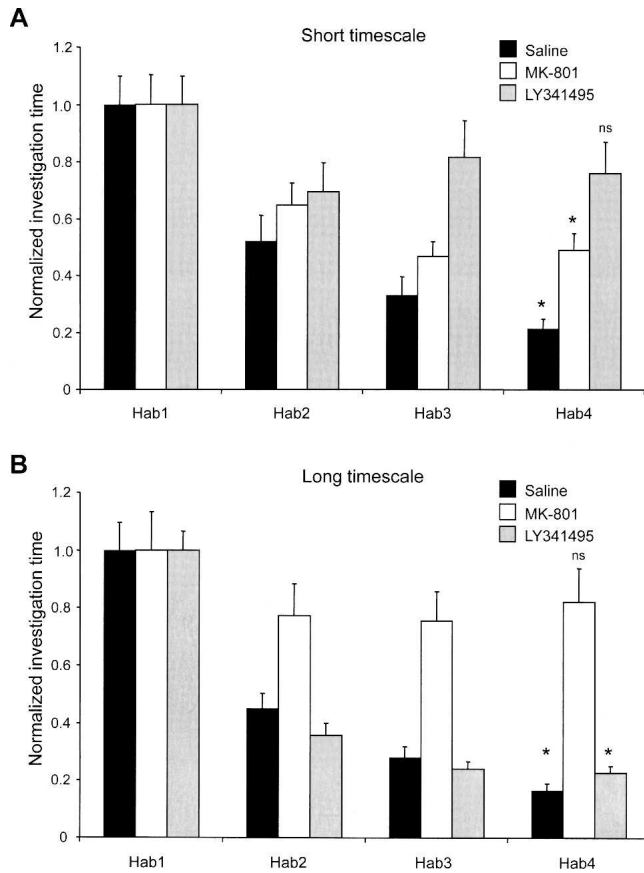 A
Short timescale
Saline
MK-801
LY341495
Normalized investigation time
1.2
1.0
0.8
0.6
0.4
0.2
0
ns
*
*
Hab1 Hab2 Hab3 Hab4
B
Long timescale
Saline
MK-801
LY341495
Normalized investigation time
1.2
1.0
0.8
0.6
0.4
0.2
0
ns
* *
Hab1 Hab2 Hab3 Hab4